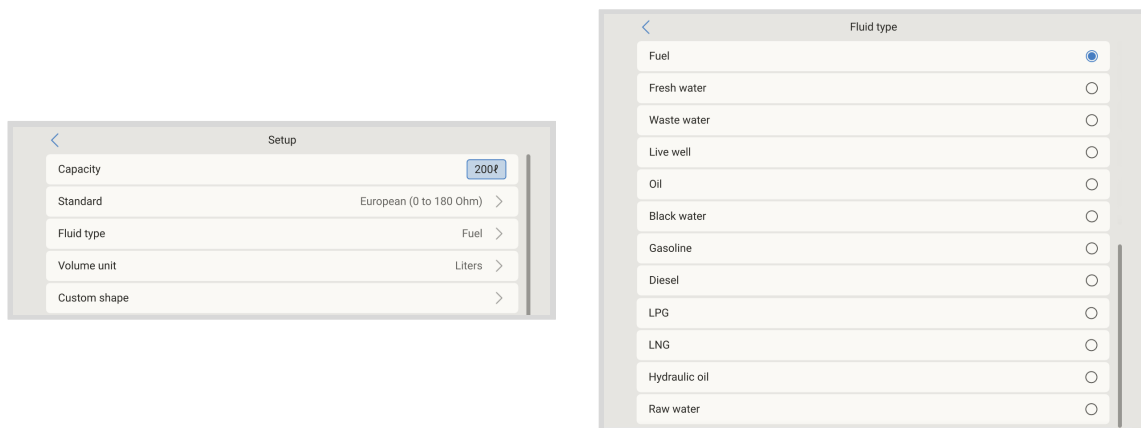 Setup
Capacity 200ℓ
Standard European (0 to 180 Ohm)
Fluid type Fuel
Volume unit Liters
Custom shape
Fluid type
Fuel
Fresh water
Waste water
Live well
Oil
Black water
Gasoline
Diesel
LPG
LNG
Hydraulic oil
Raw water